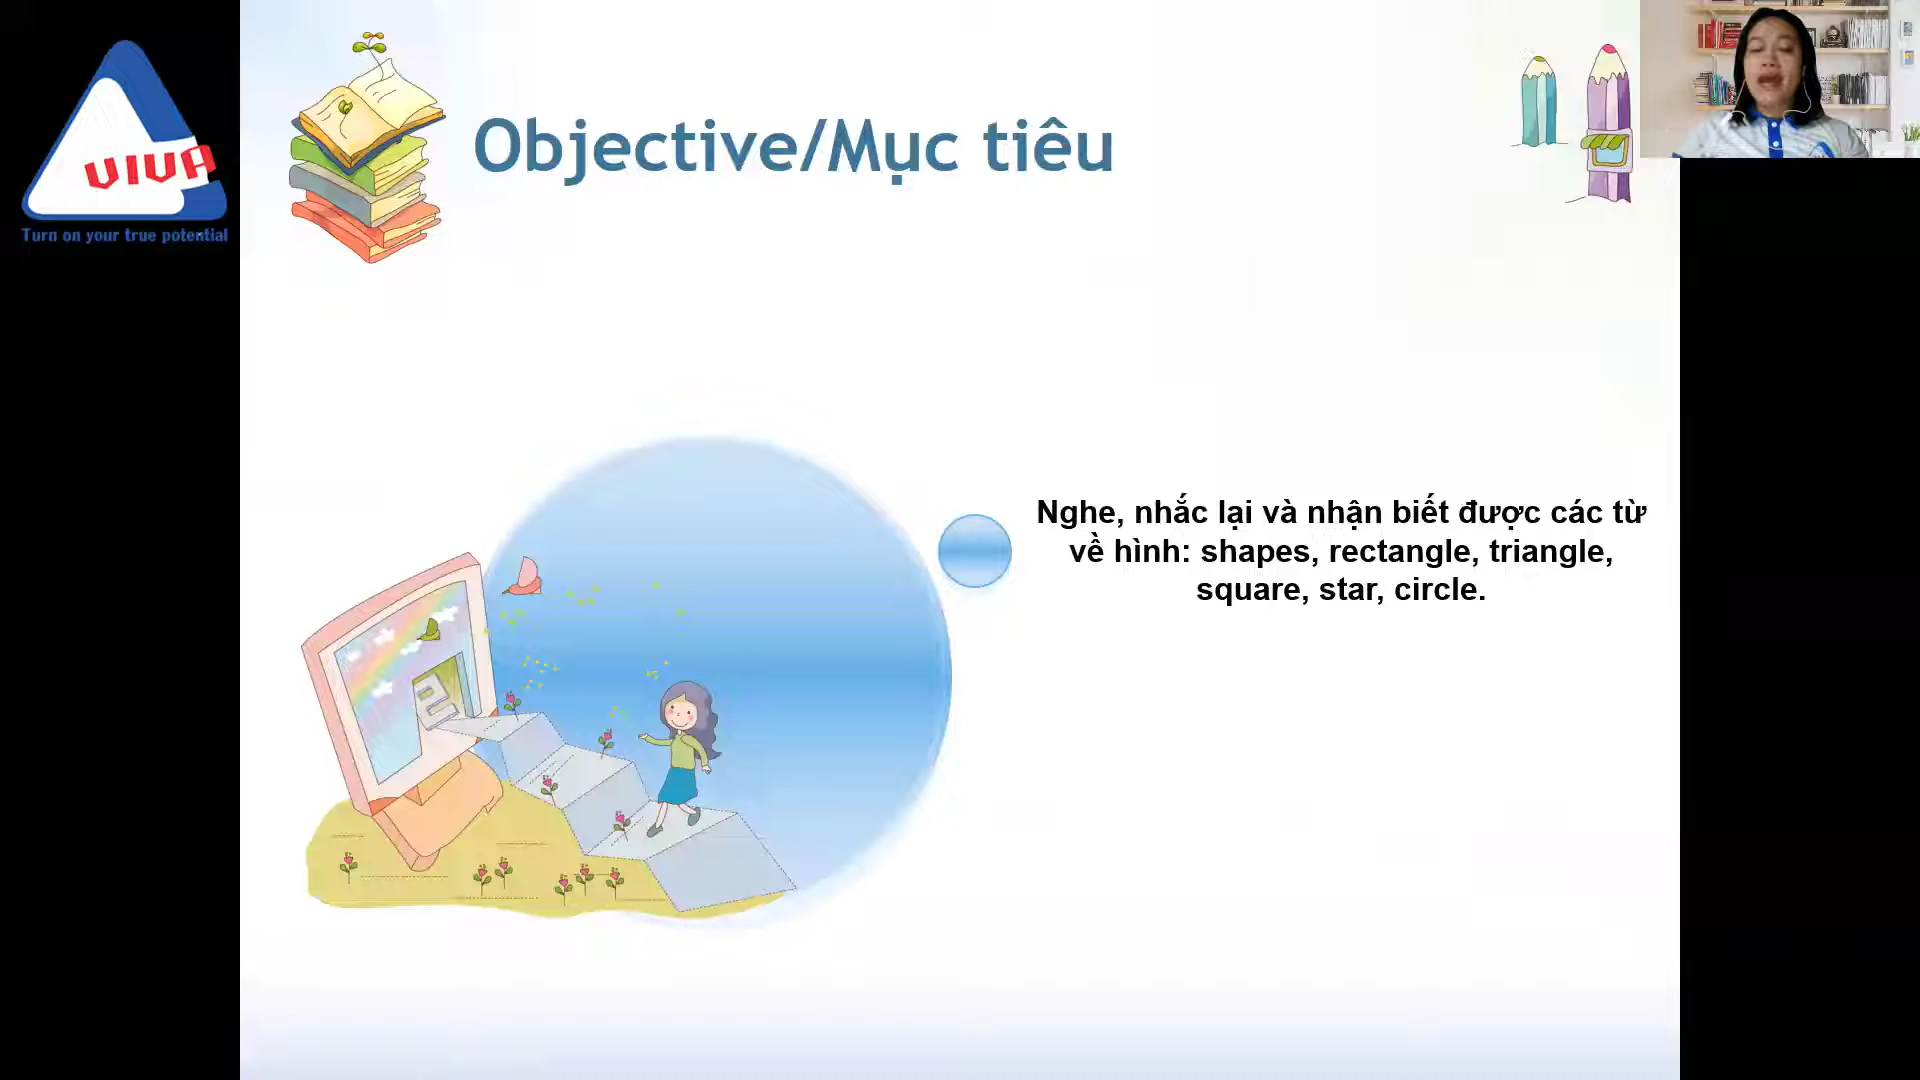 VIVA
Turn on your true potential
Objective/Mục tiêu
Nghe, nhắc lại và nhận biết được các từ
về hình: shapes, rectangle, triangle,
square, star, circle.